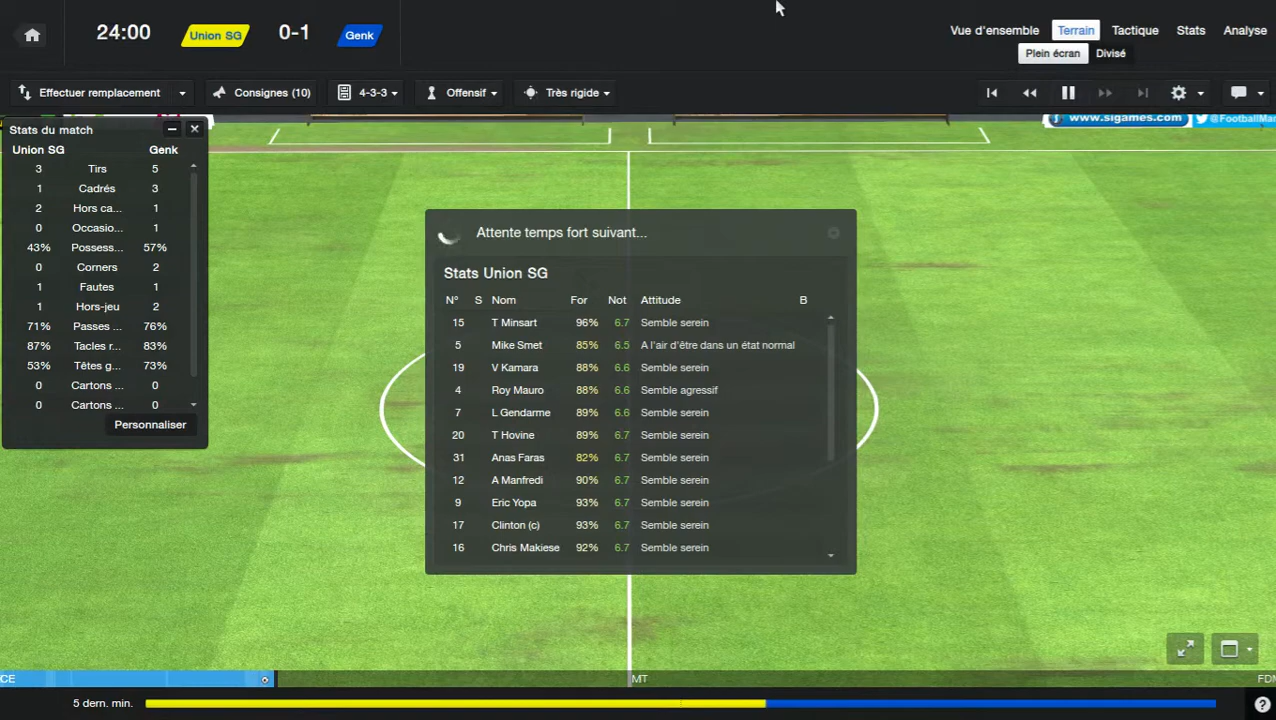 24:00 Union SG 0-1 Genk
Vue d'ensemble Terrain Tactique Stats Analyse
Plein écran Divisé
Effectuer remplacement Consignes (10) 4-3-3 Offensif Très rigide
www.sigames.com @FootballMan
Stats du match
Union SG Genk
3 Tirs 5
1 Cadrés 3
2 Hors ca... 1
0 Occasio... 1
43% Possess... 57%
0 Corners 2
1 Fautes 1
1 Hors-jeu 2
71% Passes ... 76%
87% Tacles r... 83%
53% Têtes g... 73%
0 Cartons ... 0
0 Cartons ... 0
Personnaliser
Attente temps fort suivant...
Stats Union SG
N° S Nom For Not Attitude B
15 T Minsart 96% 6.7 Semble serein
5 Mike Smet 85% 6.5 A l'air d'être dans un état normal
19 V Kamara 88% 6.6 Semble serein
4 Roy Mauro 88% 6.6 Semble agressif
7 L Gendarme 89% 6.6 Semble serein
20 T Hovine 89% 6.7 Semble serein
31 Anas Faras 82% 6.7 Semble serein
12 A Manfredi 90% 6.7 Semble serein
9 Eric Yopa 93% 6.7 Semble serein
17 Clinton (c) 93% 6.7 Semble serein
16 Chris Makiese 92% 6.7 Semble serein
CE MT FDM
5 dern. min. ?